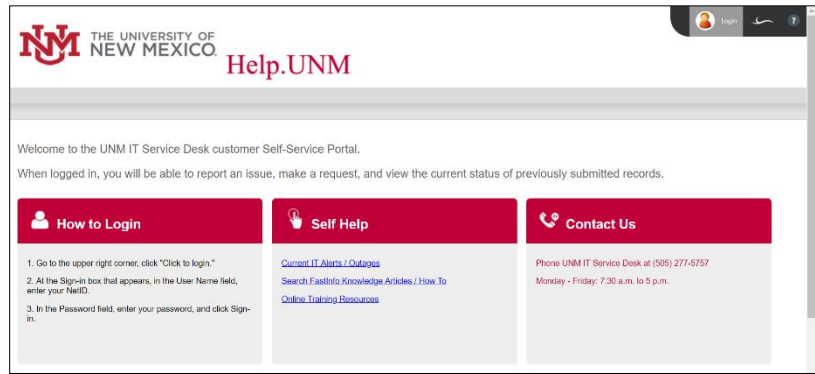 Login
?
THE UNIVERSITY OF
NEW MEXICO.
Help.UNM
Welcome to the UNM IT Service Desk customer Self-Service Portal.
When logged in, you will be able to report an issue, make a request, and view the current status of previously submitted records.
How to Login
1. Go to the upper right corner, click "Click to login."
2. At the Sign-in box that appears, in the User Name field,
enter your NetID.
3. In the Password field, enter your password, and click Sign-
in.
Self Help
Current IT Alerts / Outages
Search FastInfo Knowledge Articles / How To
Online Training Resources
Contact Us
Phone UNM IT Service Desk at (505) 277-5757
Monday - Friday: 7:30 a.m. to 5 p.m.